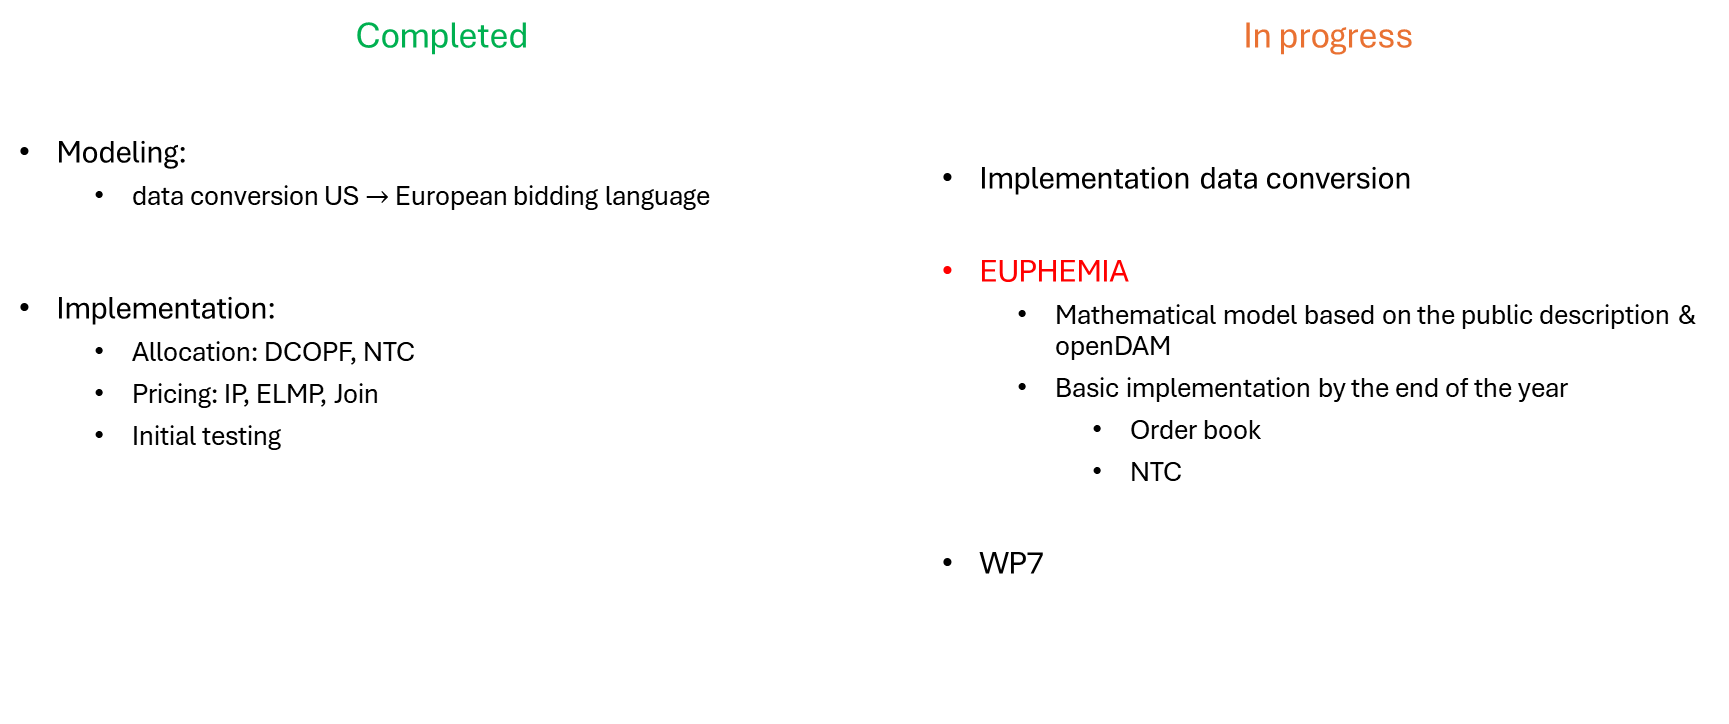 Completed
• Modeling:
• data conversion US → European bidding language
• Implementation:
• Allocation: DCOPF, NTC
• Pricing: IP, ELMP, Join
• Initial testing
In progress
• Implementation data conversion
• EUPHEMIA
• Mathematical model based on the public description &
openDAM
• Basic implementation by the end of the year
• Order book
• NTC
• WP7